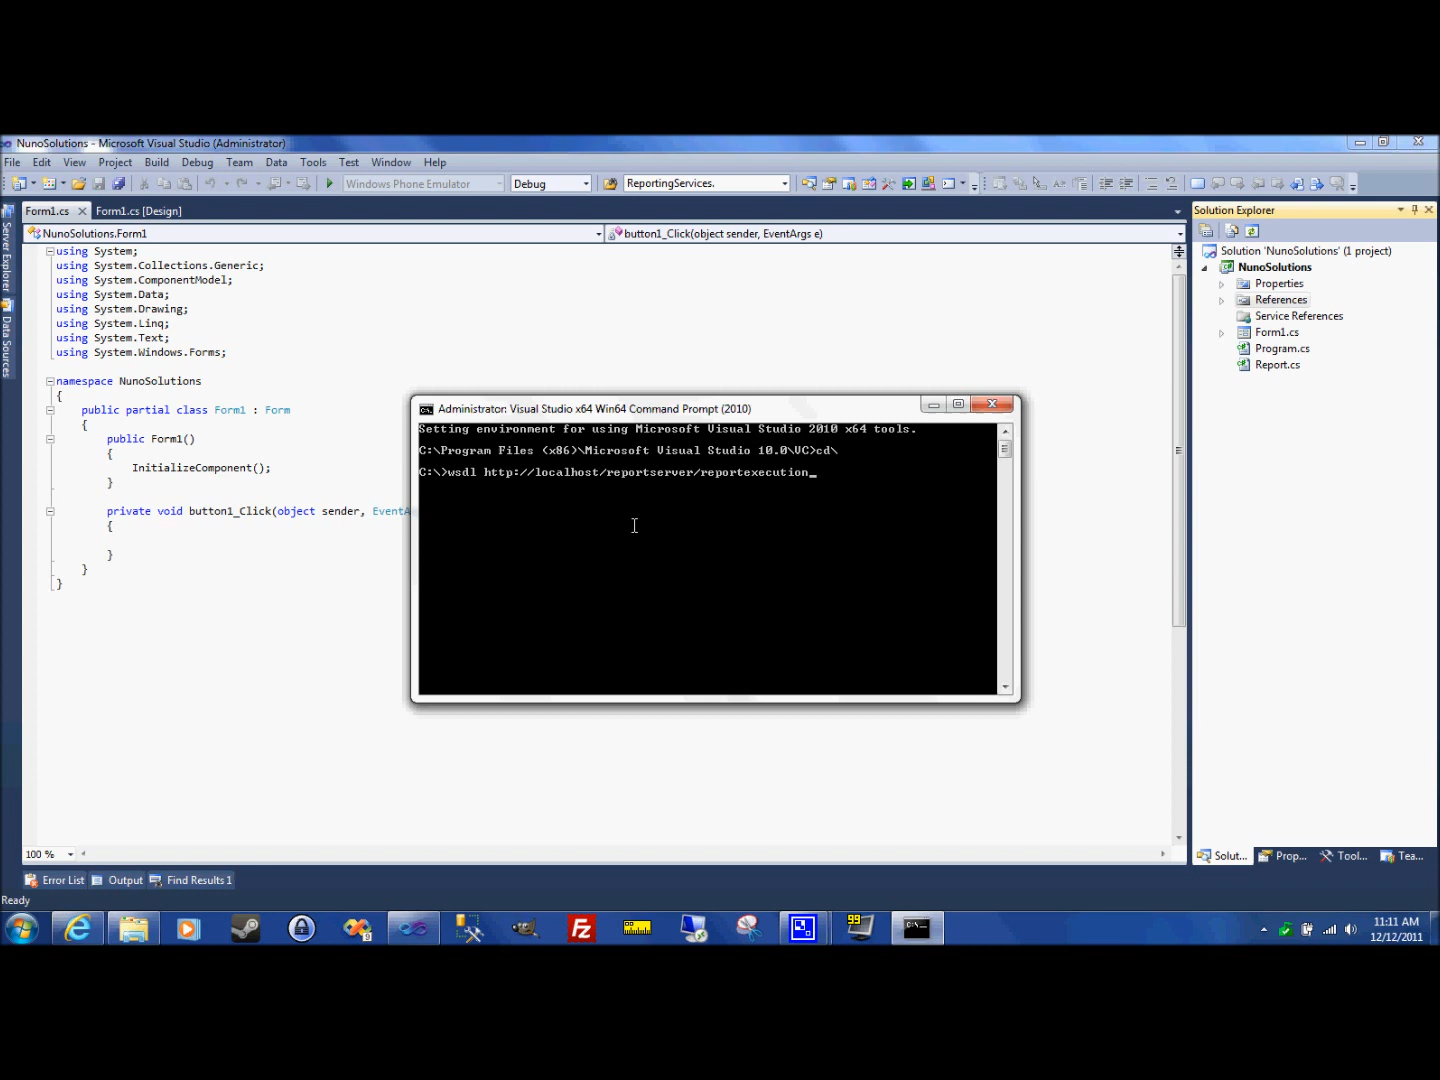 NunoSolutions - Microsoft Visual Studio (Administrator)
File Edit View Project Build Debug Team Data Tools Test Window Help
Windows Phone Emulator Debug ReportingServices.
Form1.cs Form1.cs [Design]
NunoSolutions.Form1 button1_Click(object sender, EventArgs e)
Server Explorer
Data Sources
using System;
using System.Collections.Generic;
using System.ComponentModel;
using System.Data;
using System.Drawing;
using System.Linq;
using System.Text;
using System.Windows.Forms;
namespace NunoSolutions
{
public partial class Form1 : Form
{
public Form1()
{
InitializeComponent();
}
private void button1_Click(object sender, EventA
{
}
}
}
Administrator: Visual Studio x64 Win64 Command Prompt (2010)
Setting environment for using Microsoft Visual Studio 2010 x64 tools.
C:\Program Files (x86)\Microsoft Visual Studio 10.0\VC>cd\
C:\>wsdl http://localhost/reportserver/reportexecution_
Solution Explorer
Solution 'NunoSolutions' (1 project)
NunoSolutions
Properties
References
Service References
Form1.cs
Program.cs
Report.cs
100 %
Solut... Prop... Tool... Tea...
Error List Output Find Results 1
Ready
99
11:11 AM
12/12/2011